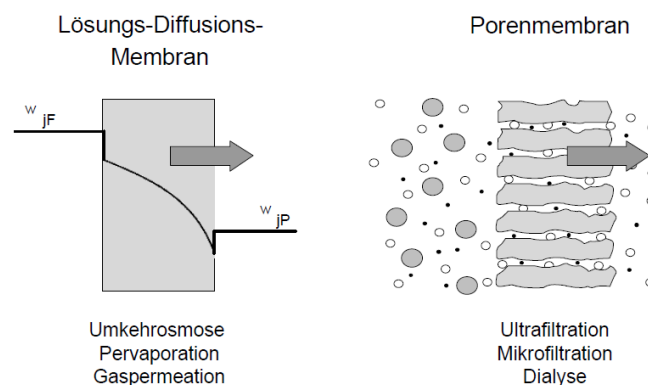 Lösungs-Diffusions-
Membran
w jF
w jP
Umkehrosmose
Pervaporation
Gaspermeation
Porenmembran
Ultrafiltration
Mikrofiltration
Dialyse